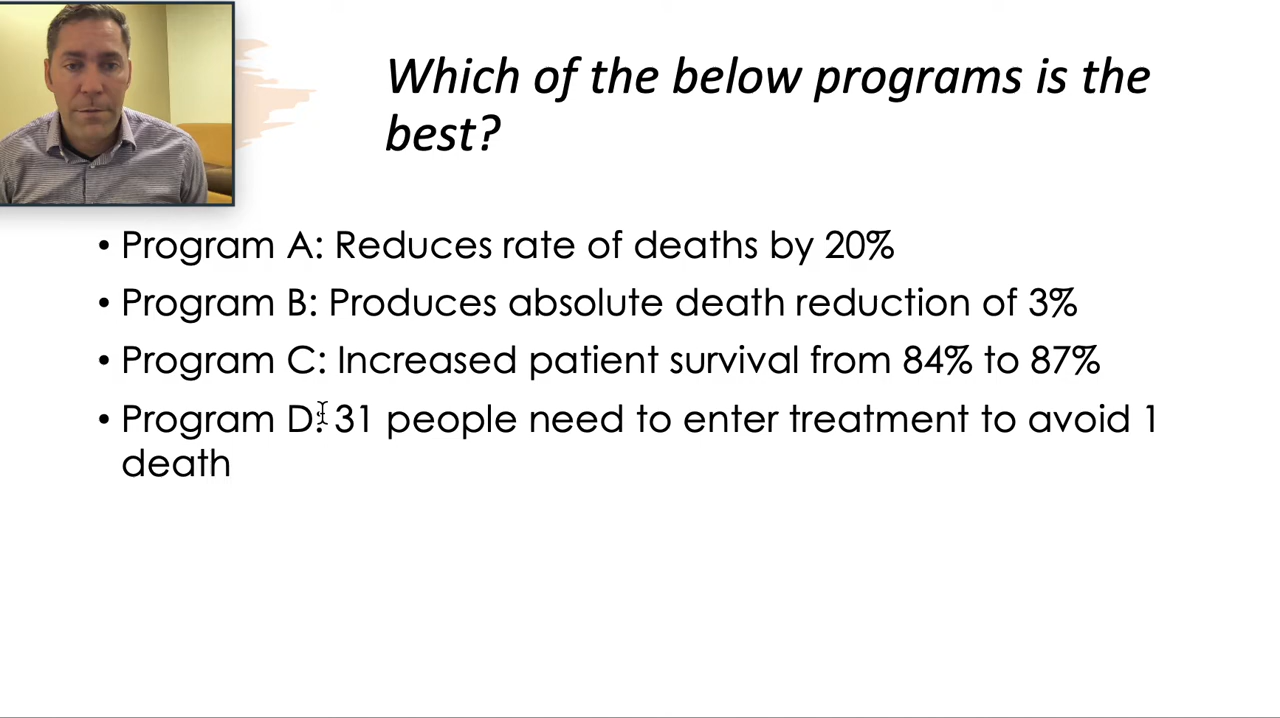 Which of the below programs is the
best?
• Program A: Reduces rate of deaths by 20%
• Program B: Produces absolute death reduction of 3%
• Program C: Increased patient survival from 84% to 87%
• Program D: 31 people need to enter treatment to avoid 1
death